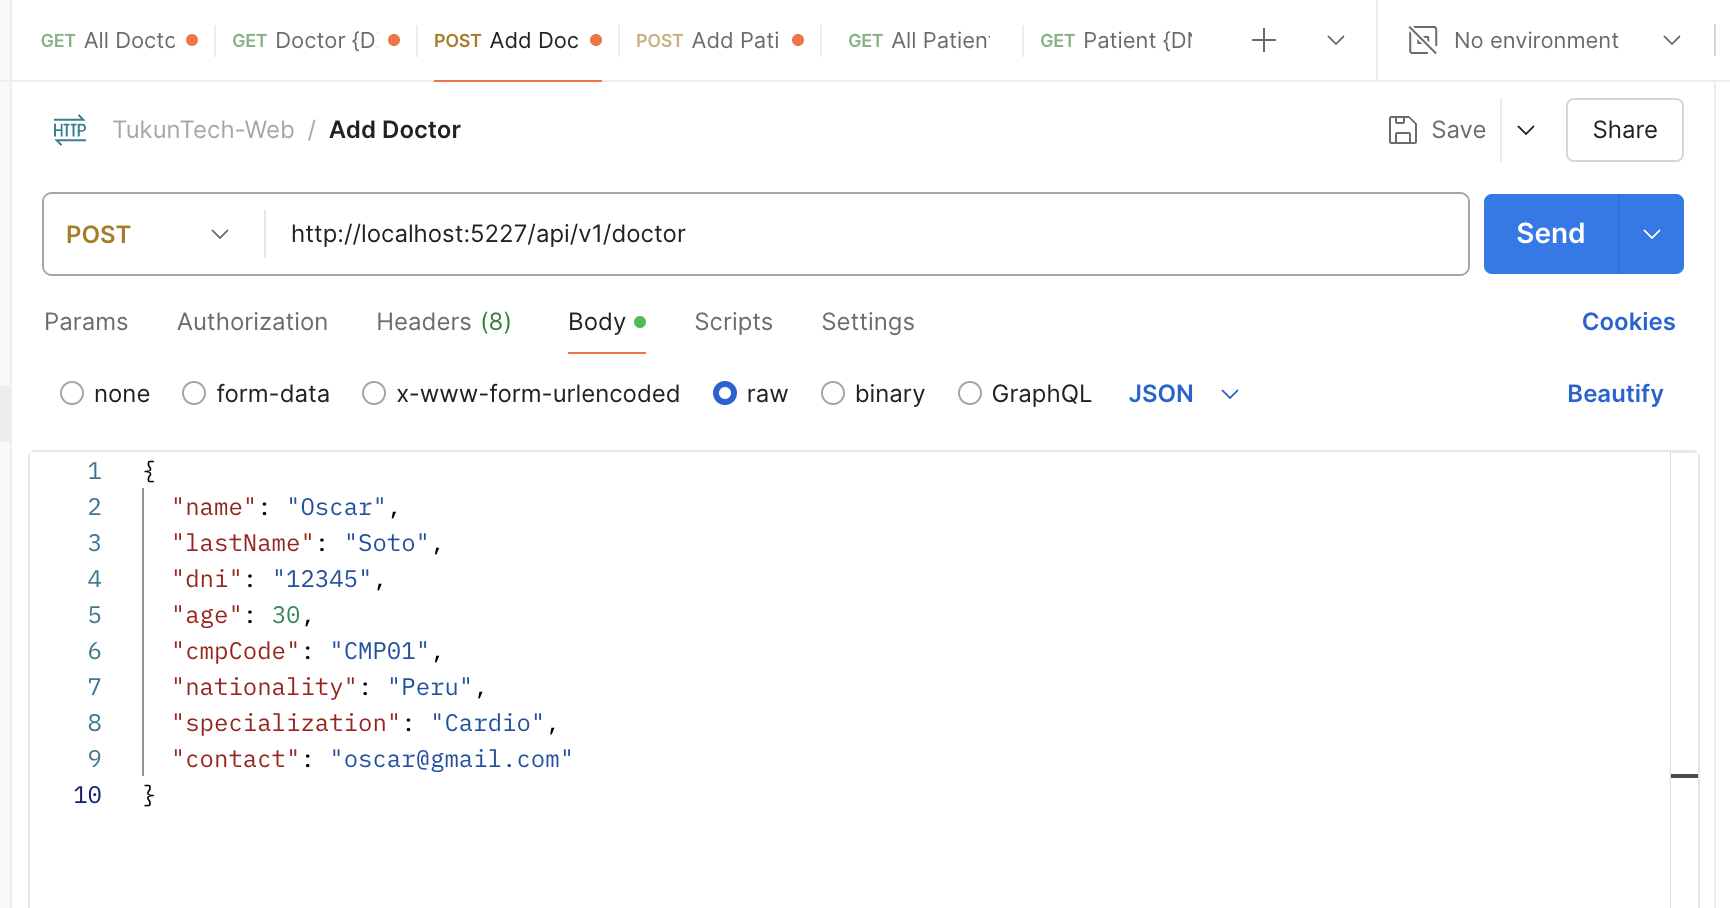 GET All Docto GET Doctor {D POST Add Doc POST Add Pati GET All Patien GET Patient {DN No environment
HTTP TukunTech-Web / Add Doctor Save Share
POST http://localhost:5227/api/v1/doctor Send
Params Authorization Headers (8) Body Scripts Settings Cookies
none form-data x-www-form-urlencoded raw binary GraphQL JSON Beautify
1 {
2 "name": "Oscar",
3 "lastName": "Soto",
4 "dni": "12345",
5 "age": 30,
6 "cmpCode": "CMP01",
7 "nationality": "Peru",
8 "specialization": "Cardio",
9 "contact": "oscar@gmail.com"
10 }